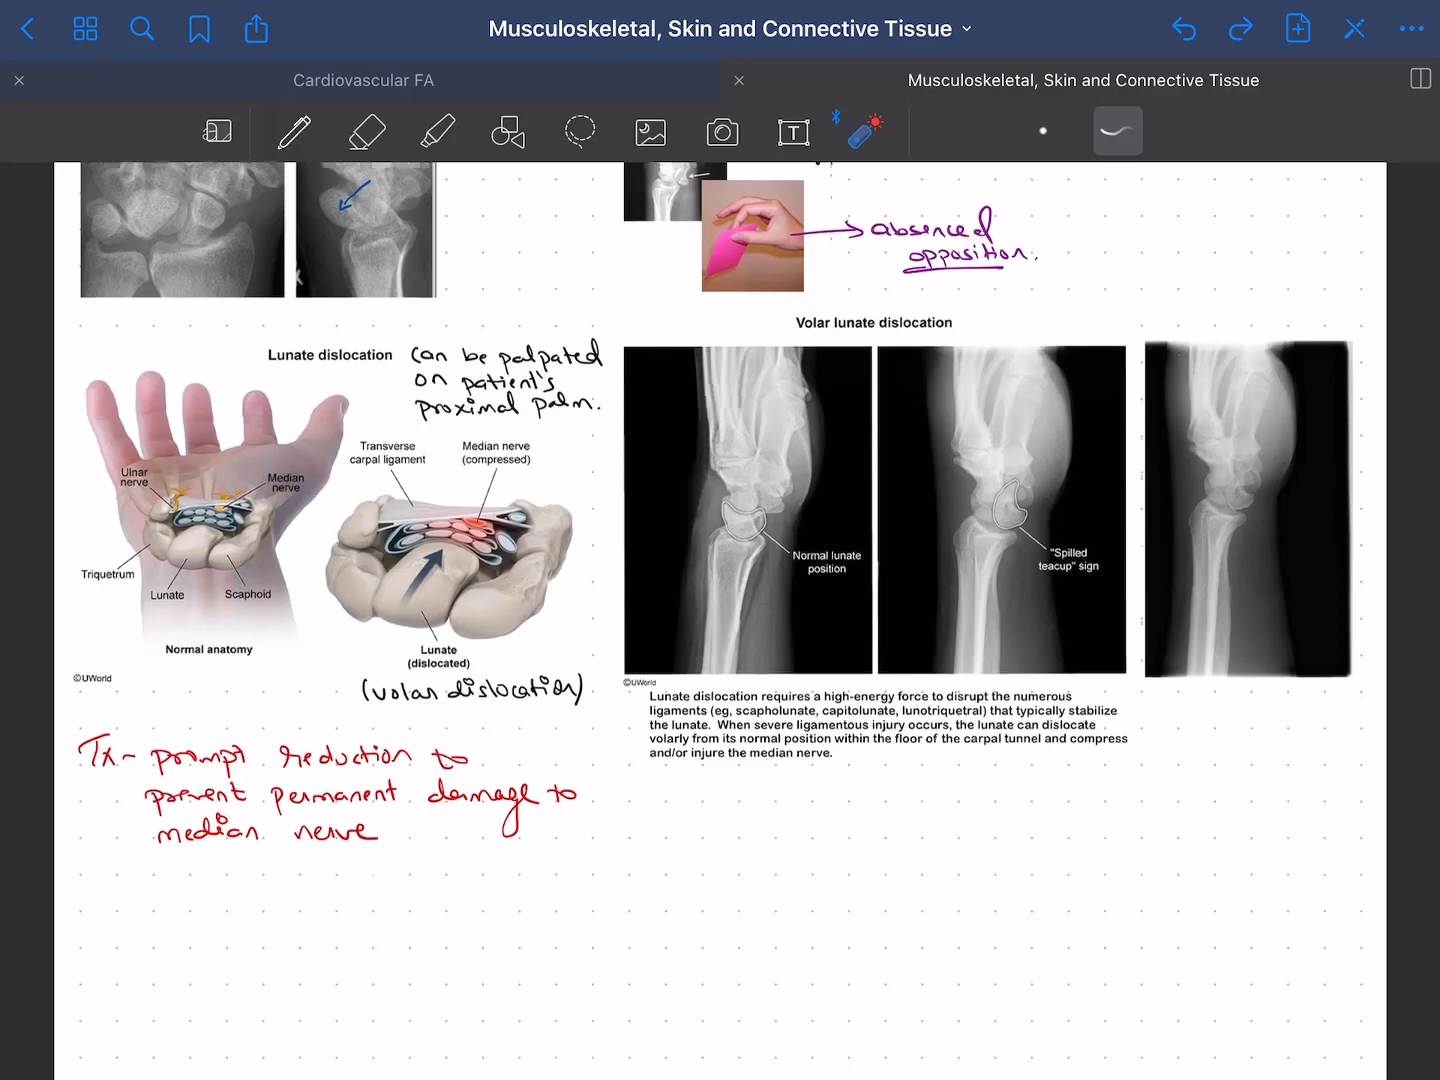 Musculoskeletal, Skin and Connective Tissue
Cardiovascular FA
Musculoskeletal, Skin and Connective Tissue
T
absence of
opposition.
Lunate dislocation
can be palpated
on patient's
proximal palm.
Ulnar
nerve
Median
nerve
Triquetrum
Lunate
Scaphoid
Normal anatomy
Transverse
carpal ligament
Median nerve
(compressed)
Lunate
(dislocated)
©UWorld
(volar dislocation)
Tx- prompt reduction to
prevent permanent damage to
median nerve
Volar lunate dislocation
Normal lunate
position
"Spilled
teacup" sign
©UWorld
Lunate dislocation requires a high-energy force to disrupt the numerous
ligaments (eg, scapholunate, capitolunate, lunotriquetral) that typically stabilize
the lunate. When severe ligamentous injury occurs, the lunate can dislocate
volarly from its normal position within the floor of the carpal tunnel and compress
and/or injure the median nerve.